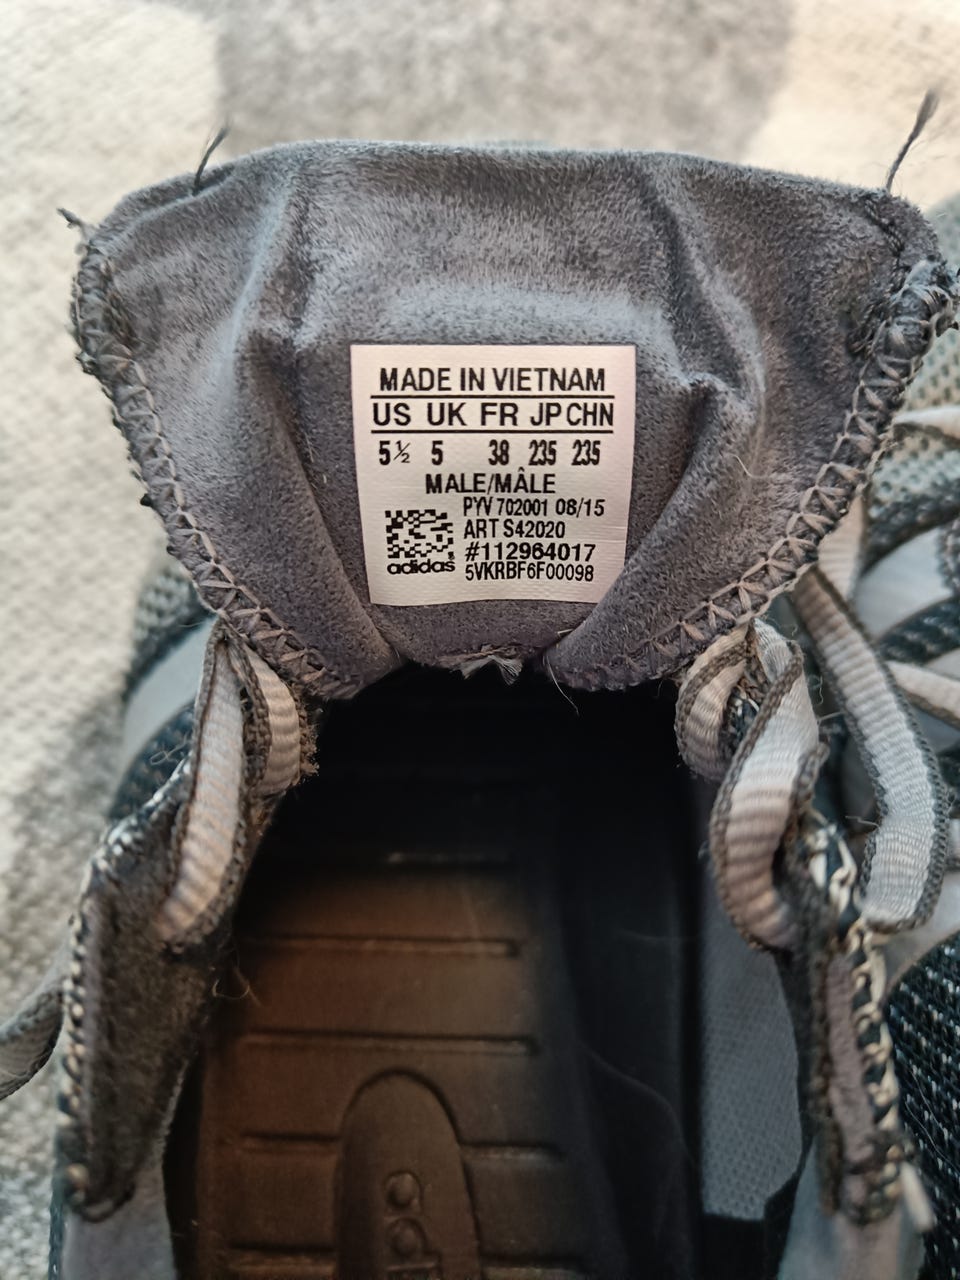 MADE IN VIETNAM
US UK FR JP CHN
5½ 5 38 235 235
MALE/MÂLE
PYV 702001 08/15
ART S42020
#112964017
adidas 5VKRBF6F00098